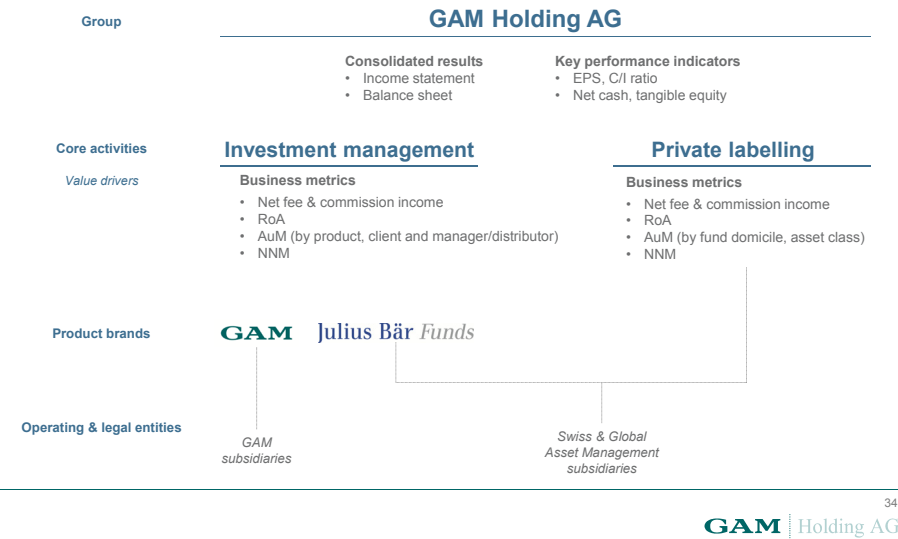 Group
GAM Holding AG
Consolidated results
• Income statement
• Balance sheet
Key performance indicators
• EPS, C/I ratio
• Net cash, tangible equity
Core activities
Value drivers
Investment management
Business metrics
• Net fee & commission income
• RoA
• AuM (by product, client and manager/distributor)
• NNM
Private labelling
Business metrics
• Net fee & commission income
• RoA
• AuM (by fund domicile, asset class)
• NNM
Product brands
GAM
Julius Bär Funds
Operating & legal entities
GAM
subsidiaries
Swiss & Global
Asset Management
subsidiaries
34
GAM Holding AG